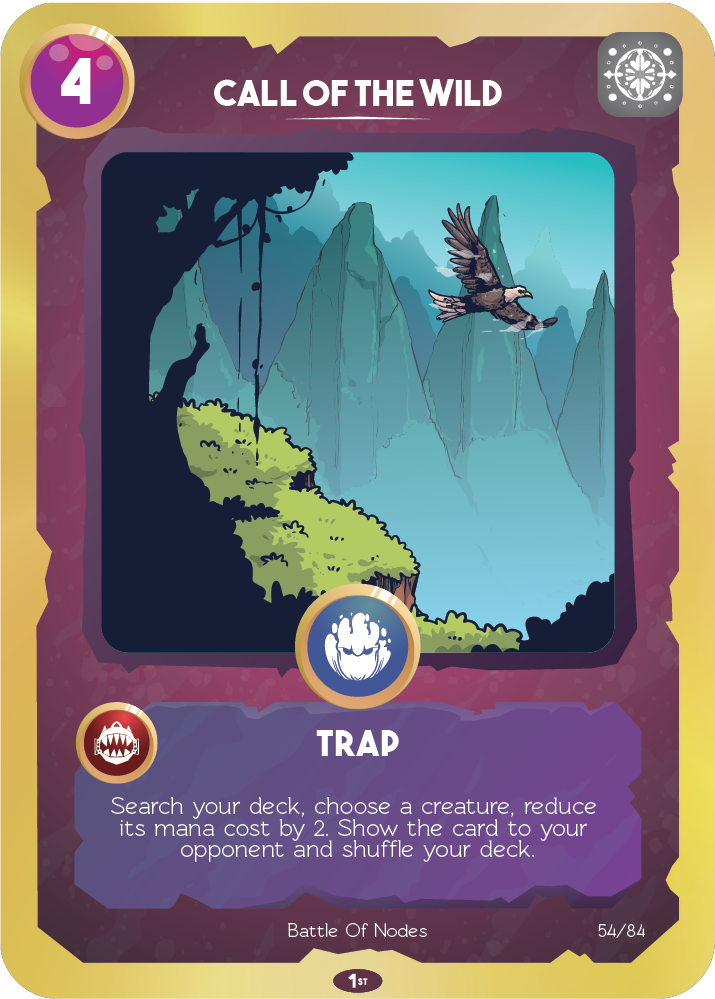 4
CALL OF THE WILD
TRAP
Search your deck, choose a creature, reduce
its mana cost by 2. Show the card to your
opponent and shuffle your deck.
Battle Of Nodes
54/84
1ST